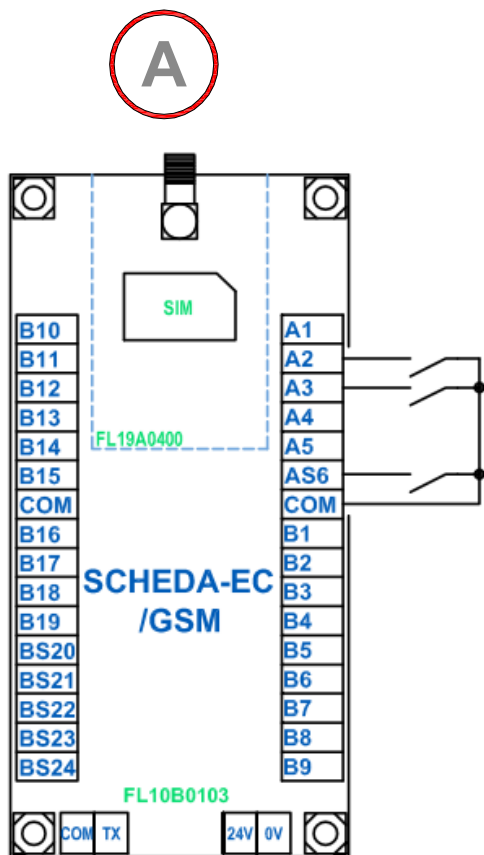 A
SIM
FL19A0400
B10
B11
B12
B13
B14
B15
COM
B16
B17
B18
B19
BS20
BS21
BS22
BS23
BS24
SCHEDA-EC
/GSM
A1
A2
A3
A4
A5
AS6
COM
B1
B2
B3
B4
B5
B6
B7
B8
B9
FL10B0103
COM TX 24V 0V